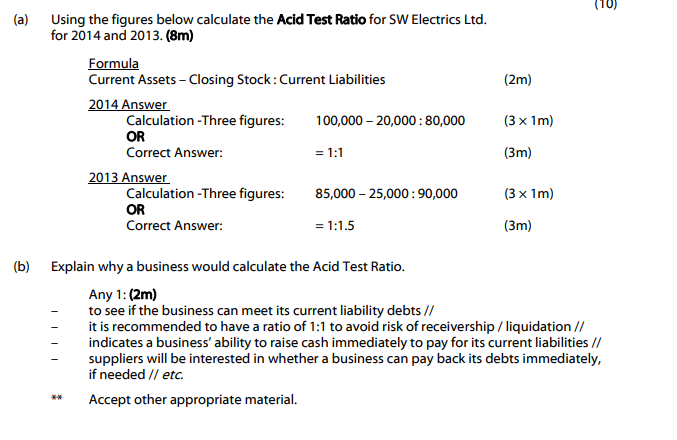 (10)
(a) Using the figures below calculate the Acid Test Ratio for SW Electrics Ltd.
for 2014 and 2013. (8m)
Formula
Current Assets – Closing Stock : Current Liabilities (2m)
2014 Answer
Calculation -Three figures: 100,000 – 20,000 : 80,000 (3 x 1m)
OR
Correct Answer: = 1:1 (3m)
2013 Answer
Calculation -Three figures: 85,000 – 25,000 : 90,000 (3 x 1m)
OR
Correct Answer: = 1:1.5 (3m)
(b) Explain why a business would calculate the Acid Test Ratio.
Any 1: (2m)
– to see if the business can meet its current liability debts //
– it is recommended to have a ratio of 1:1 to avoid risk of receivership / liquidation //
– indicates a business’ ability to raise cash immediately to pay for its current liabilities //
– suppliers will be interested in whether a business can pay back its debts immediately,
if needed // etc.
** Accept other appropriate material.